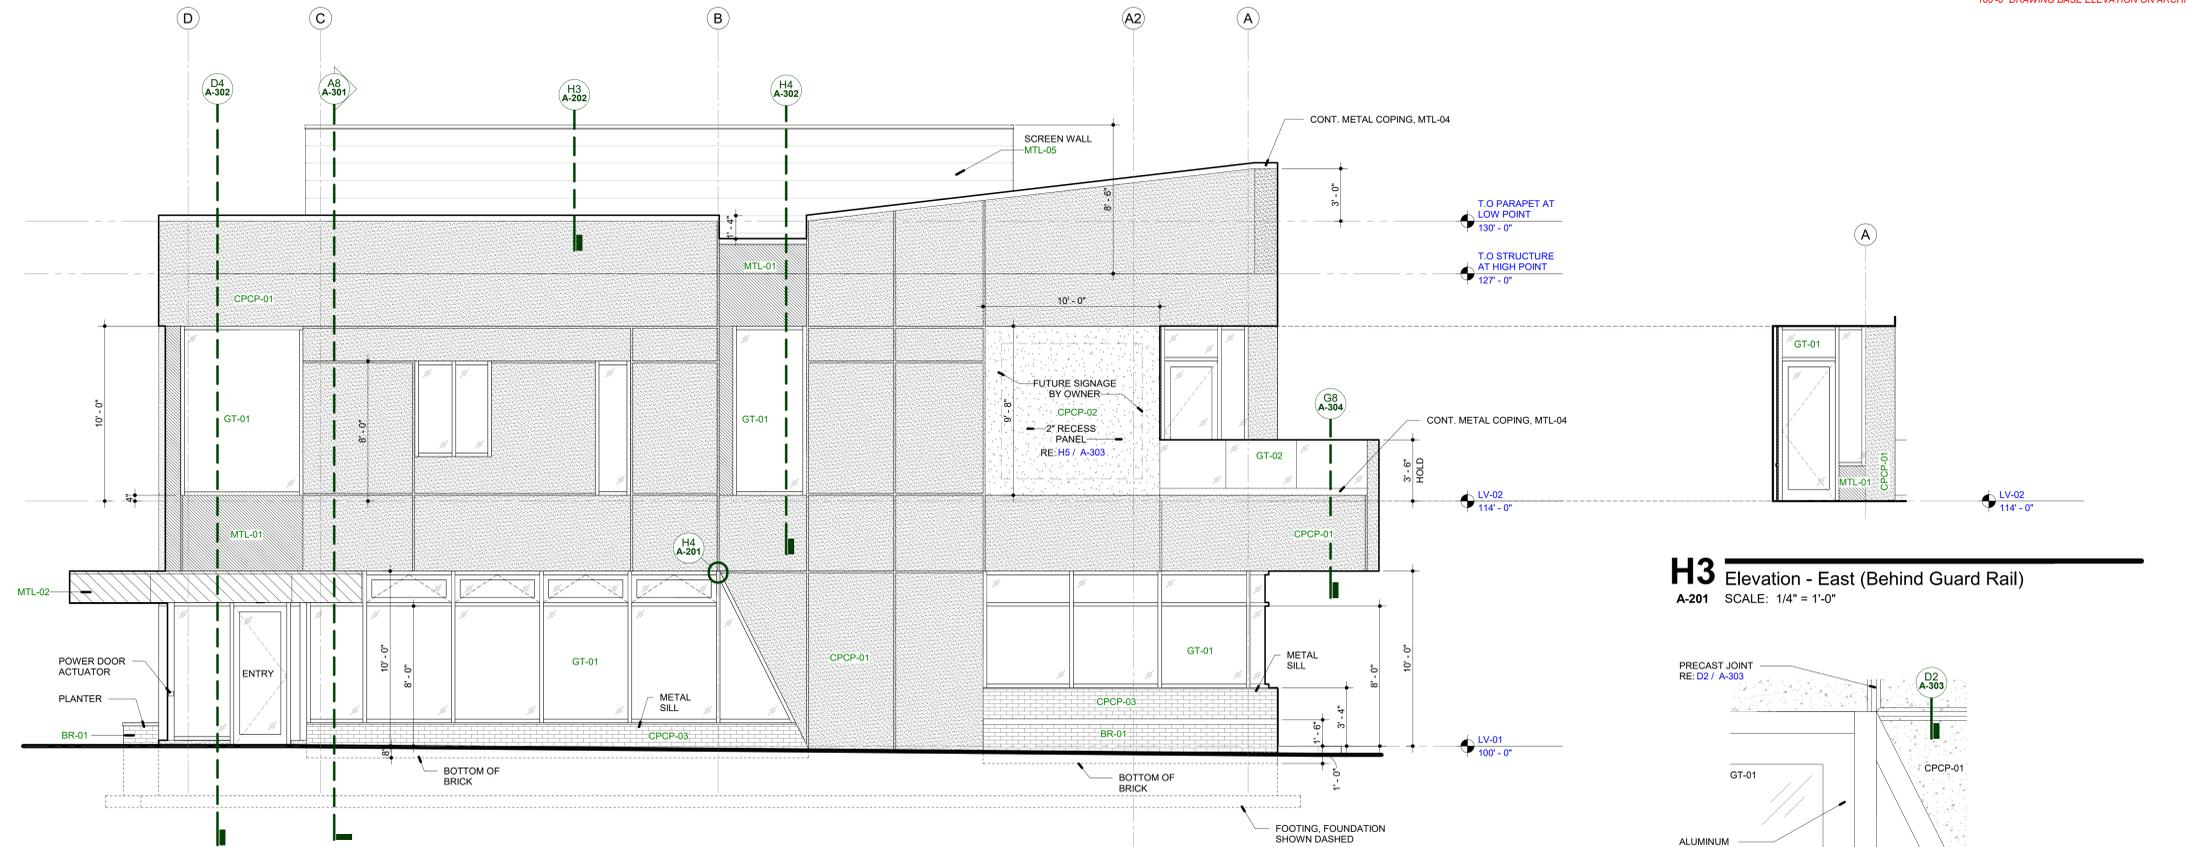 100'-0" DRAWING BASE ELEVATION ON ARCHI
D
C
B
A2
A
D4
A-302
A8
A-301
H3
A-202
H4
A-302
CONT. METAL COPING, MTL-04
SCREEN WALL
MTL-05
8' - 6"
3' - 0"
1' - 4"
T.O PARAPET AT
LOW POINT
130' - 0"
T.O STRUCTURE
AT HIGH POINT
127' - 0"
A
MTL-01
CPCP-01
10' - 0"
10' - 0"
GT-01
8' - 0"
GT-01
9' - 8"
FUTURE SIGNAGE
BY OWNER
CPCP-02
2" RECESS
PANEL
RE: H5 / A-303
G8
A-304
CONT. METAL COPING, MTL-04
GT-02
3' - 6"
HOLD
GT-01
MTL-01
CPCP-01
4"
LV-02
114' - 0"
LV-02
114' - 0"
MTL-01
H4
A-201
CPCP-01
H3
Elevation - East (Behind Guard Rail)
A-201
SCALE: 1/4" = 1'-0"
MTL-02
POWER DOOR
ACTUATOR
ENTRY
10' - 0"
8' - 0"
GT-01
CPCP-01
GT-01
METAL
SILL
8' - 0"
10' - 0"
PLANTER
METAL
SILL
CPCP-03
3' - 4"
BR-01
CPCP-03
BR-01
1' - 6"
8"
LV-01
100' - 0"
BOTTOM OF
BRICK
BOTTOM OF
BRICK
1' - 0"
FOOTING, FOUNDATION
SHOWN DASHED
PRECAST JOINT
RE: D2 / A-303
D2
A-303
GT-01
CPCP-01
ALUMINUM